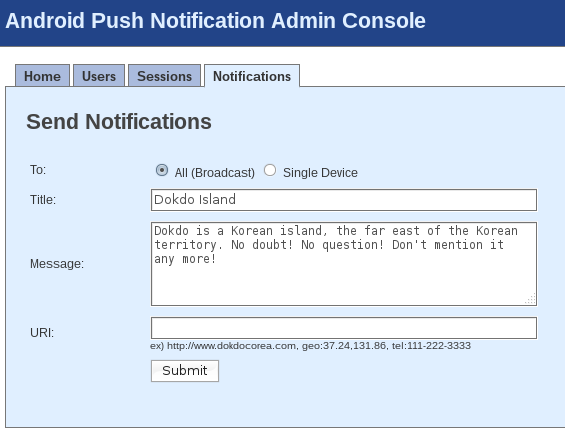 Android Push Notification Admin Console
Home Users Sessions Notifications
Send Notifications
To: All (Broadcast) Single Device
Title: Dokdo Island
Dokdo is a Korean island, the far east of the Korean
territory. No doubt! No question! Don't mention it
any more!
Message:
URI:
ex) http://www.dokdocorea.com, geo:37.24,131.86, tel:111-222-3333
Submit